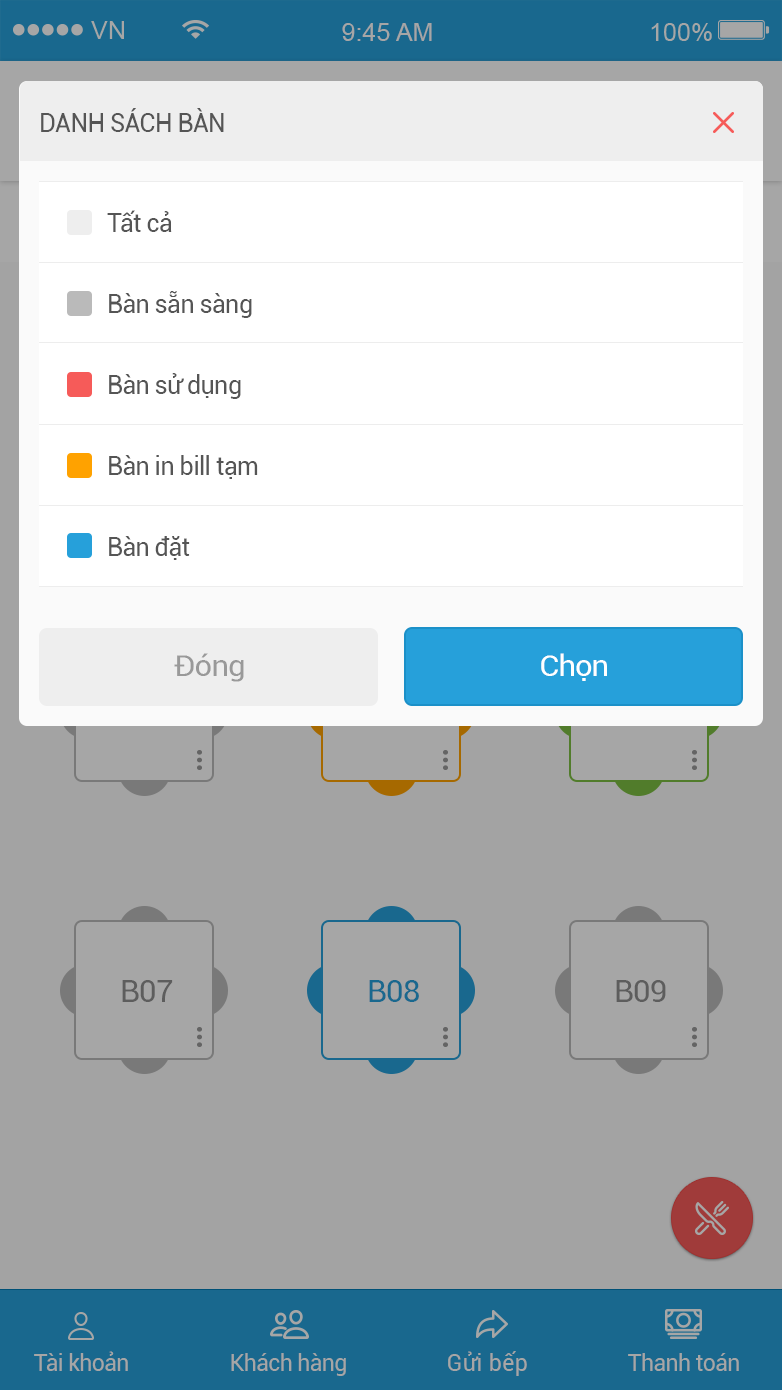 VN 9:45 AM 100%
DANH SÁCH BÀN
Tất cả
Bàn sẵn sàng
Bàn sử dụng
Bàn in bill tạm
Bàn đặt
Đóng Chọn
B07 B08 B09
Tài khoản Khách hàng Gửi bếp Thanh toán